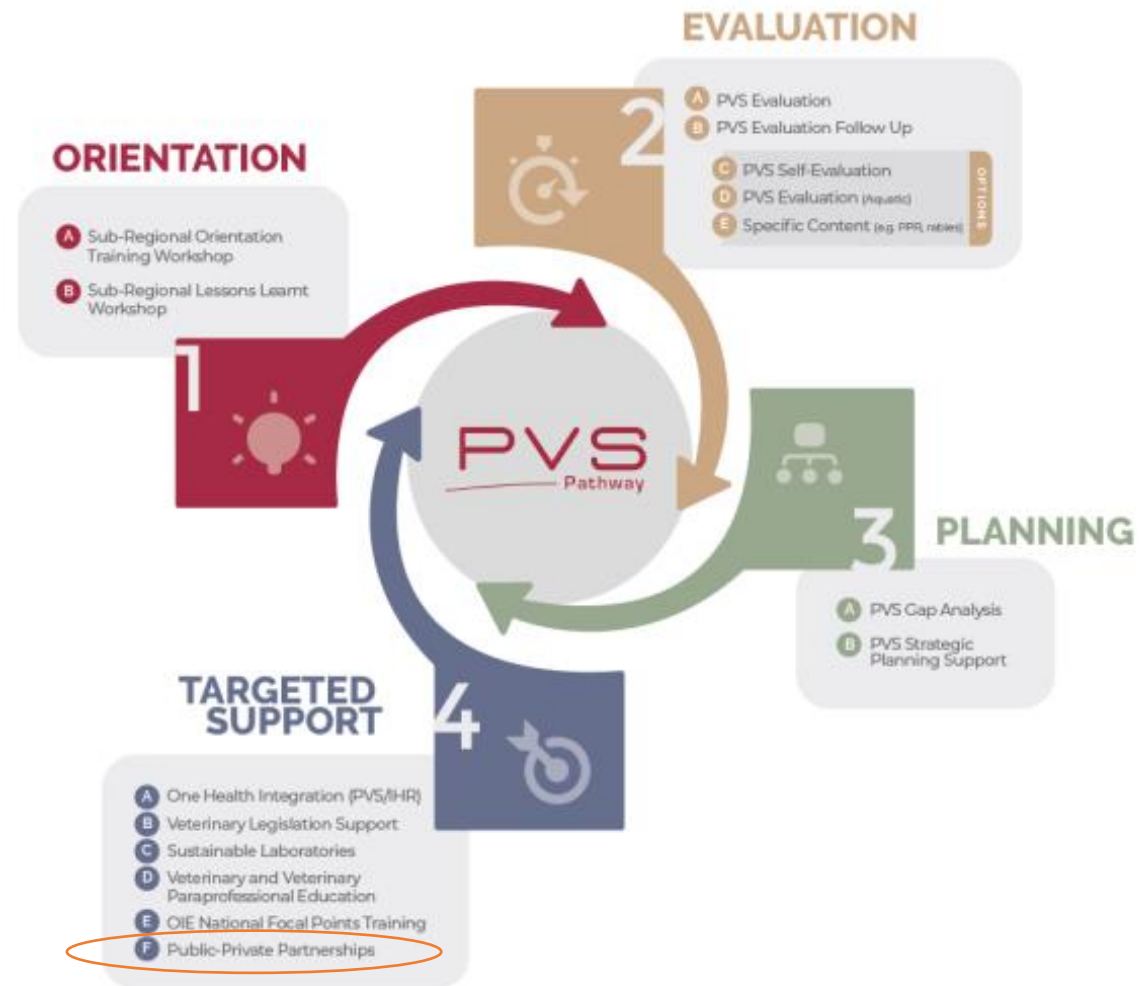 ORIENTATION
A Sub-Regional Orientation
Training Workshop
B Sub-Regional Lessons Learnt
Workshop
1
EVALUATION
A PVS Evaluation
B PVS Evaluation Follow Up
C PVS Self-Evaluation
D PVS Evaluation (Aquatic)
E Specific Content (e.g. PPR, rabies)
OPTIONS
2
PVS
Pathway
3
PLANNING
A PVS Gap Analysis
B PVS Strategic
Planning Support
TARGETED
SUPPORT
4
A One Health Integration (PVS/IHR)
B Veterinary Legislation Support
C Sustainable Laboratories
D Veterinary and Veterinary
Paraprofessional Education
E OIE National Focal Points Training
F Public-Private Partnerships